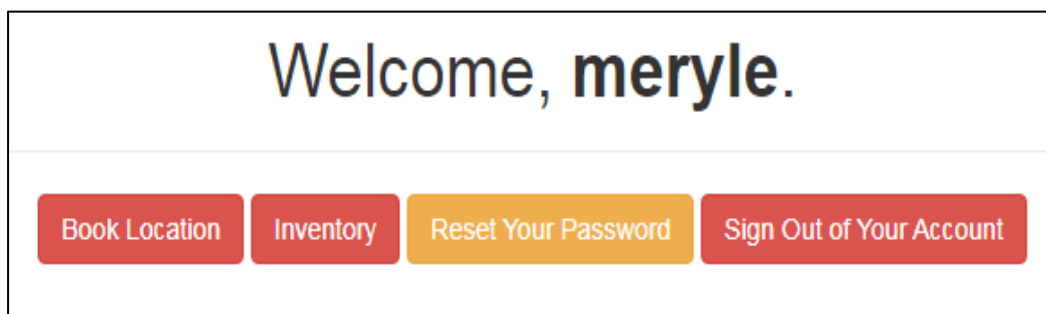 Welcome, meryle.
Book Location Inventory Reset Your Password Sign Out of Your Account